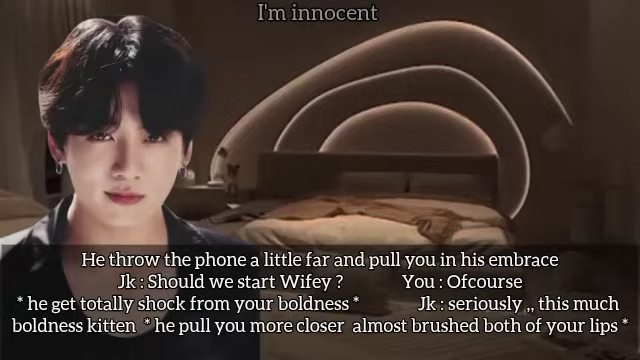 I'm innocent
He throw the phone a little far and pull you in his embrace
Jk : Should we start Wifey ? You : Ofcourse
* he get totally shock from your boldness * Jk : seriously ,, this much
boldness kitten * he pull you more closer almost brushed both of your lips *